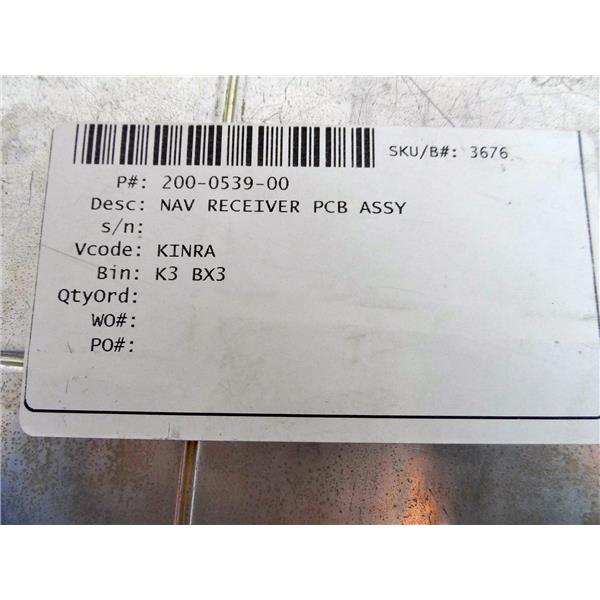 SKU/B#: 3676
P#: 200-0539-00
Desc: NAV RECEIVER PCB ASSY
s/n:
Vcode: KINRA
Bin: K3 BX3
QtyOrd:
WO#:
PO#: